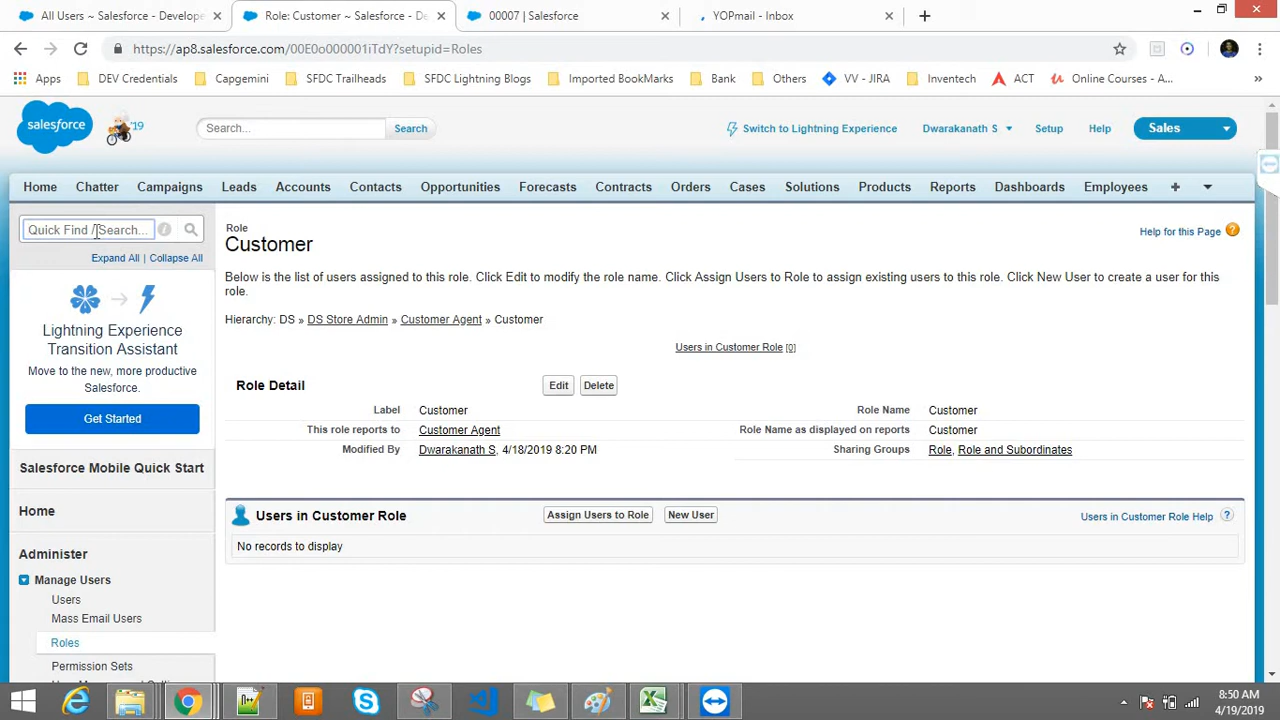 All Users ~ Salesforce - Develope
Role: Customer ~ Salesforce - De
00007 | Salesforce
YOPmail - Inbox
https://ap8.salesforce.com/00E0o000001iTdY?setupid=Roles
Apps
DEV Credentials
Capgemini
SFDC Trailheads
SFDC Lightning Blogs
Imported BookMarks
Bank
Others
VV - JIRA
Inventech
ACT
Online Courses - A...
salesforce
'19
Search...
Search
Switch to Lightning Experience
Dwarakanath S
Setup
Help
Sales
Home
Chatter
Campaigns
Leads
Accounts
Contacts
Opportunities
Forecasts
Contracts
Orders
Cases
Solutions
Products
Reports
Dashboards
Employees
Quick Find / Search...
Expand All | Collapse All
Lightning Experience
Transition Assistant
Move to the new, more productive
Salesforce.
Get Started
Salesforce Mobile Quick Start
Home
Administer
Manage Users
Users
Mass Email Users
Roles
Permission Sets
Role
Customer
Help for this Page
Below is the list of users assigned to this role. Click Edit to modify the role name. Click Assign Users to Role to assign existing users to this role. Click New User to create a user for this
role.
Hierarchy: DS » DS Store Admin » Customer Agent » Customer
Users in Customer Role [0]
Role Detail
Edit
Delete
Label Customer
Role Name Customer
This role reports to Customer Agent
Role Name as displayed on reports Customer
Modified By Dwarakanath S, 4/18/2019 8:20 PM
Sharing Groups Role, Role and Subordinates
Users in Customer Role
Assign Users to Role
New User
Users in Customer Role Help
No records to display
8:50 AM
4/19/2019